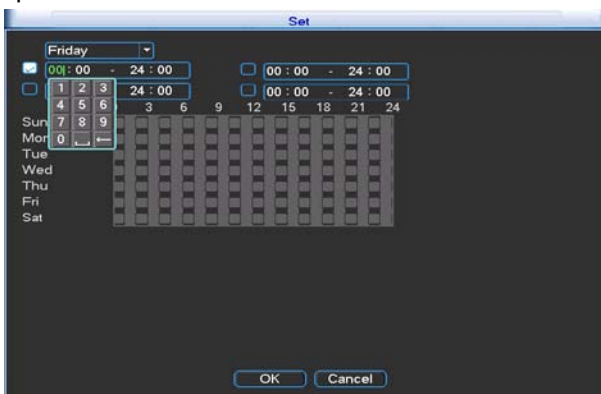 Set
Friday
00: 00 - 24 : 00 00 : 00 - 24 : 00
24 : 00 00 : 00 - 24 : 00
1 2 3
4 5 6
7 8 9
0
3 6 9 12 15 18 21 24
Sun
Mon
Tue
Wed
Thu
Fri
Sat
OK Cancel